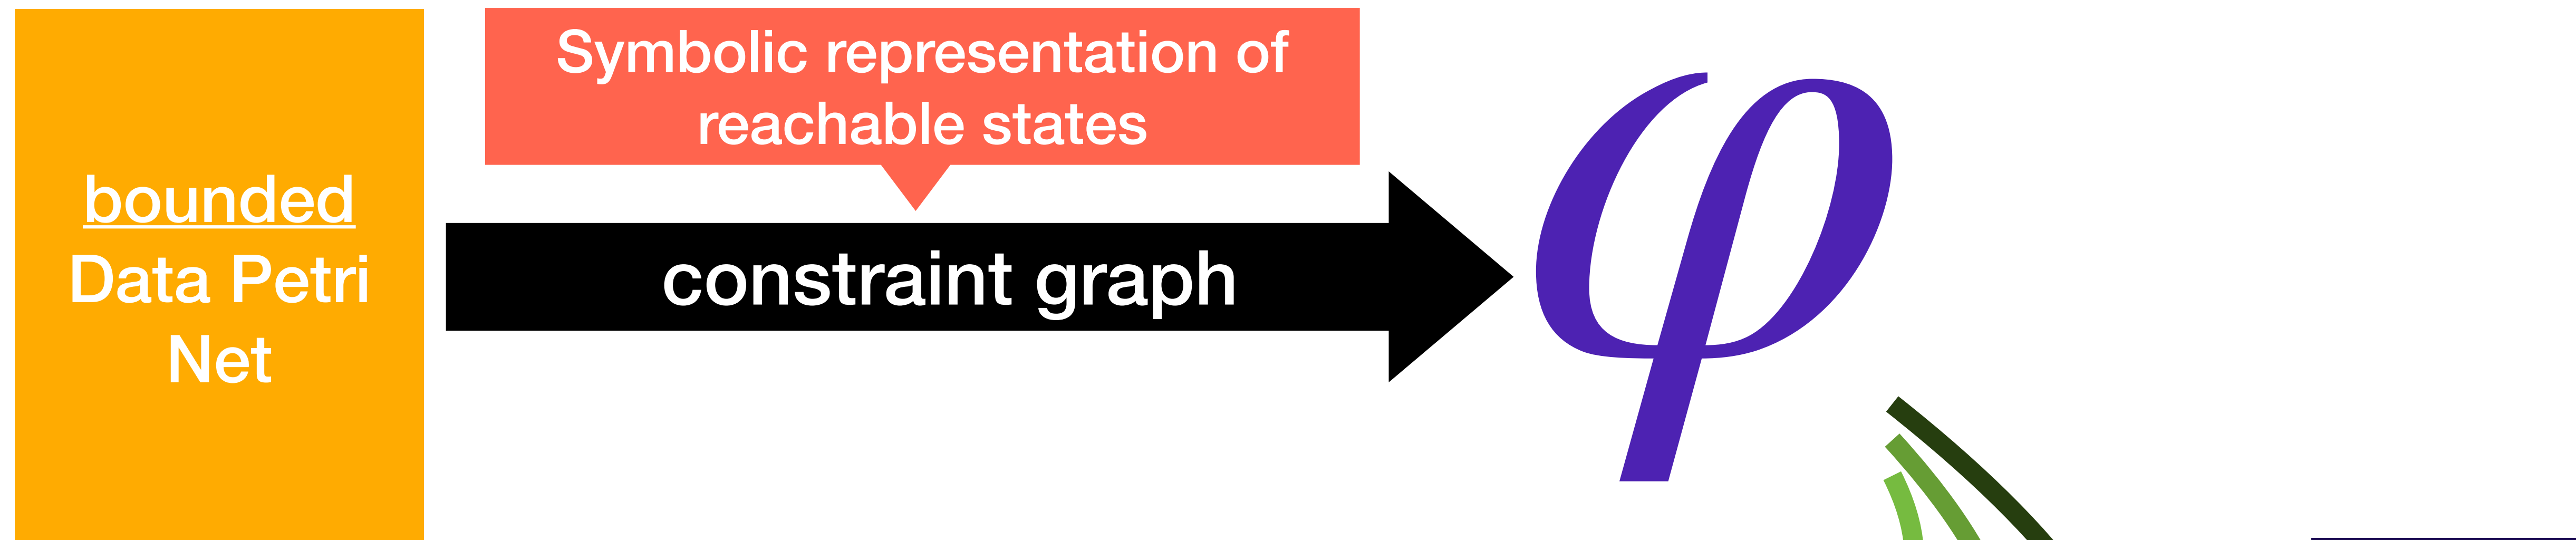 bounded
Data Petri
Net
Symbolic representation of
reachable states
constraint graph
φ